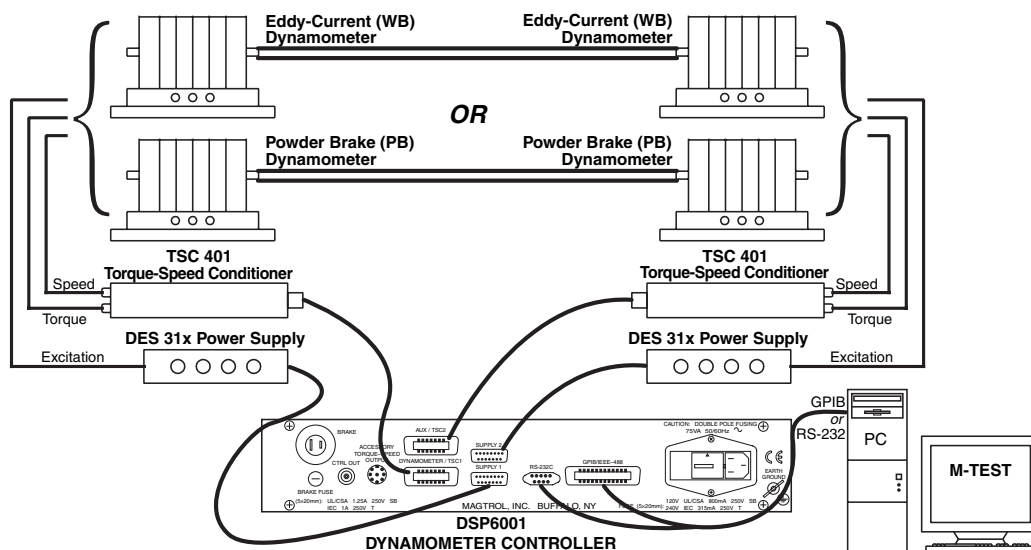 Eddy-Current (WB)
Dynamometer
Eddy-Current (WB)
Dynamometer
OR
Powder Brake (PB)
Dynamometer
Powder Brake (PB)
Dynamometer
TSC 401
Torque-Speed Conditioner
TSC 401
Torque-Speed Conditioner
Speed
Torque
Speed
Torque
DES 31x Power Supply
DES 31x Power Supply
Excitation
Excitation
GPIB
or
RS-232
PC
M-TEST
BRAKE
BRAKE FUSE
CTRL OUT
ACCESSORY
TORQUE–SPEED
OUTPUT
AUX / TSC2
DYNAMOMETER / TSC1
SUPPLY 2
SUPPLY 1
RS-232C
GPIB/IEEE–488
CAUTION: DOUBLE POLE FUSING
75VA 50/60Hz
EARTH
GROUND
(5x20mm): UL/CSA 1.25A 250V SB
IEC 1A 250V T
MAGTROL, INC. BUFFALO, NY
(5x20mm): 120V UL/CSA 800mA 250V SB
240V IEC 315mA 250V T
DSP6001
DYNAMOMETER CONTROLLER